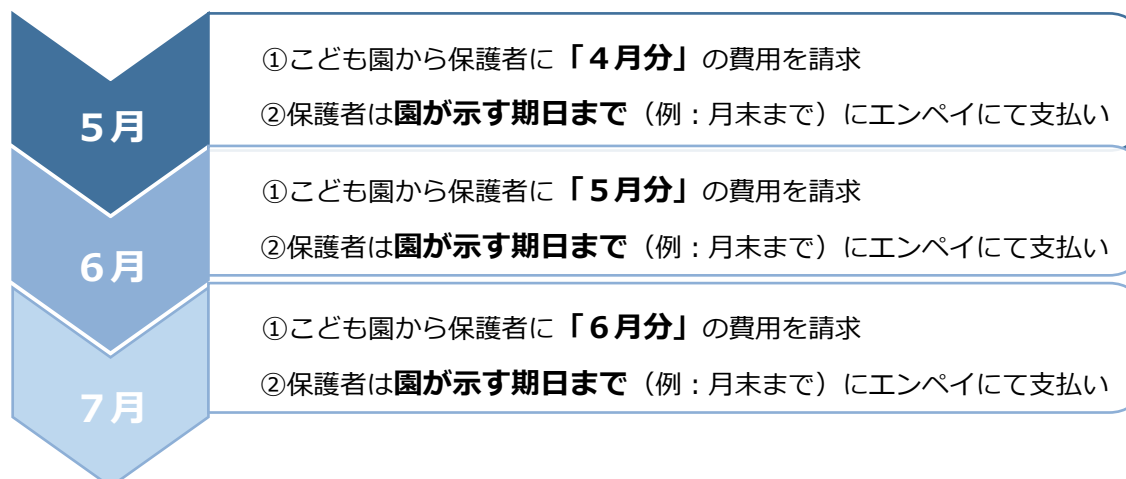 5月
①こども園から保護者に「4月分」の費用を請求
②保護者は園が示す期日まで（例：月末まで）にエンペイにて支払い
6月
①こども園から保護者に「5月分」の費用を請求
②保護者は園が示す期日まで（例：月末まで）にエンペイにて支払い
7月
①こども園から保護者に「6月分」の費用を請求
②保護者は園が示す期日まで（例：月末まで）にエンペイにて支払い